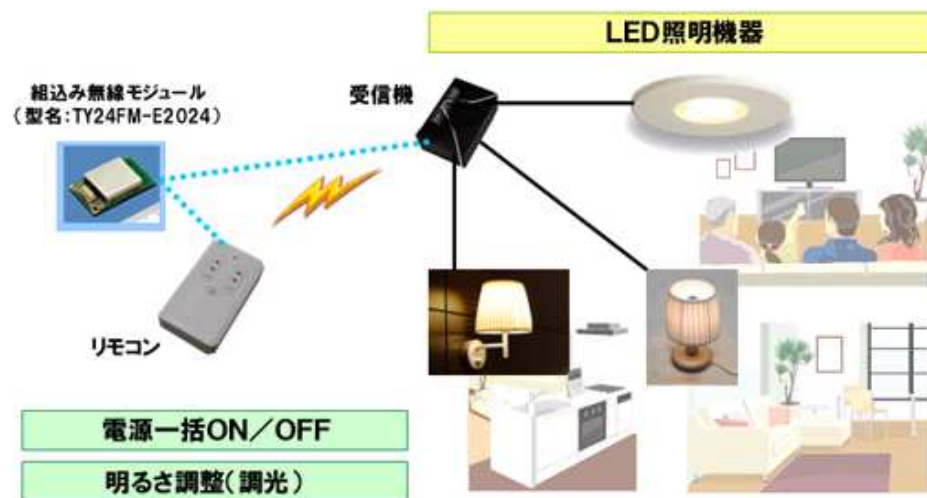 LED照明機器
組込み無線モジュール
（型名：TY24FM-E2024）
受信機
リモコン
電源一括ON／OFF
明るさ調整（調光）